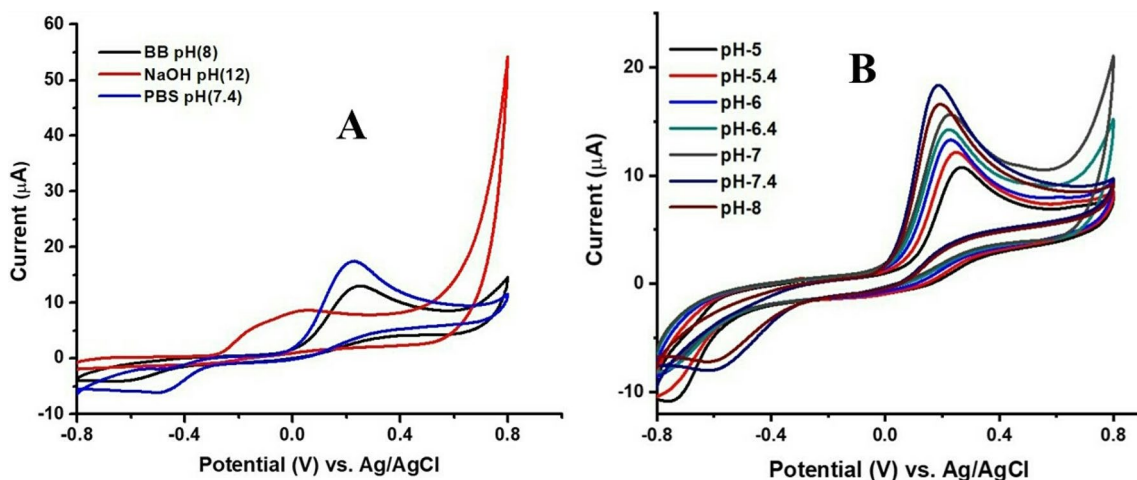 60
50
40
30
20
10
0
-10
-0.8
-0.4
0.0
0.4
0.8
Current (μA)
Potential (V) vs. Ag/AgCl
BB pH(8)
NaOH pH(12)
PBS pH(7.4)
A
20
10
0
-10
-0.8
-0.4
0.0
0.4
0.8
Current (μA)
Potential (V) vs. Ag/AgCl
pH-5
pH-5.4
pH-6
pH-6.4
pH-7
pH-7.4
pH-8
B